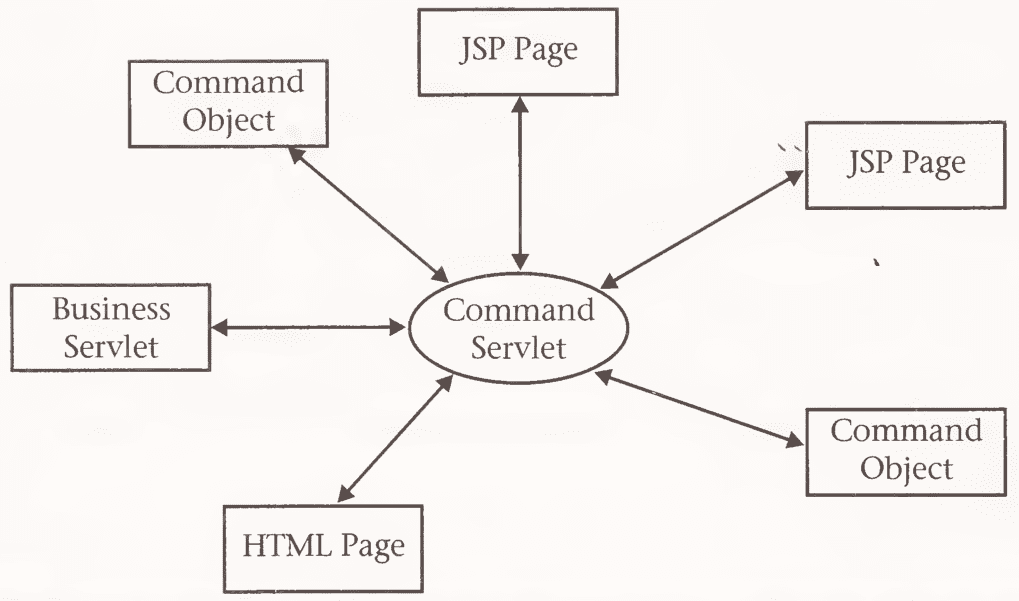 JSP Page
Command
Object
JSP Page
Business
Servlet
Command
Servlet
Command
Object
HTML Page